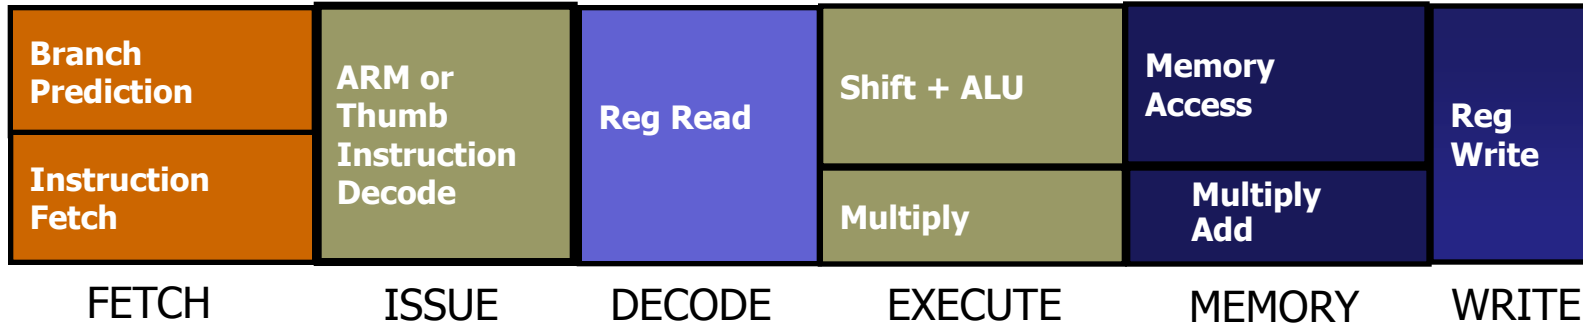 Branch
Prediction
Instruction
Fetch
ARM or
Thumb
Instruction
Decode
Reg Read
Shift + ALU
Multiply
Memory
Access
Multiply
Add
Reg
Write
FETCH
ISSUE
DECODE
EXECUTE
MEMORY
WRITE